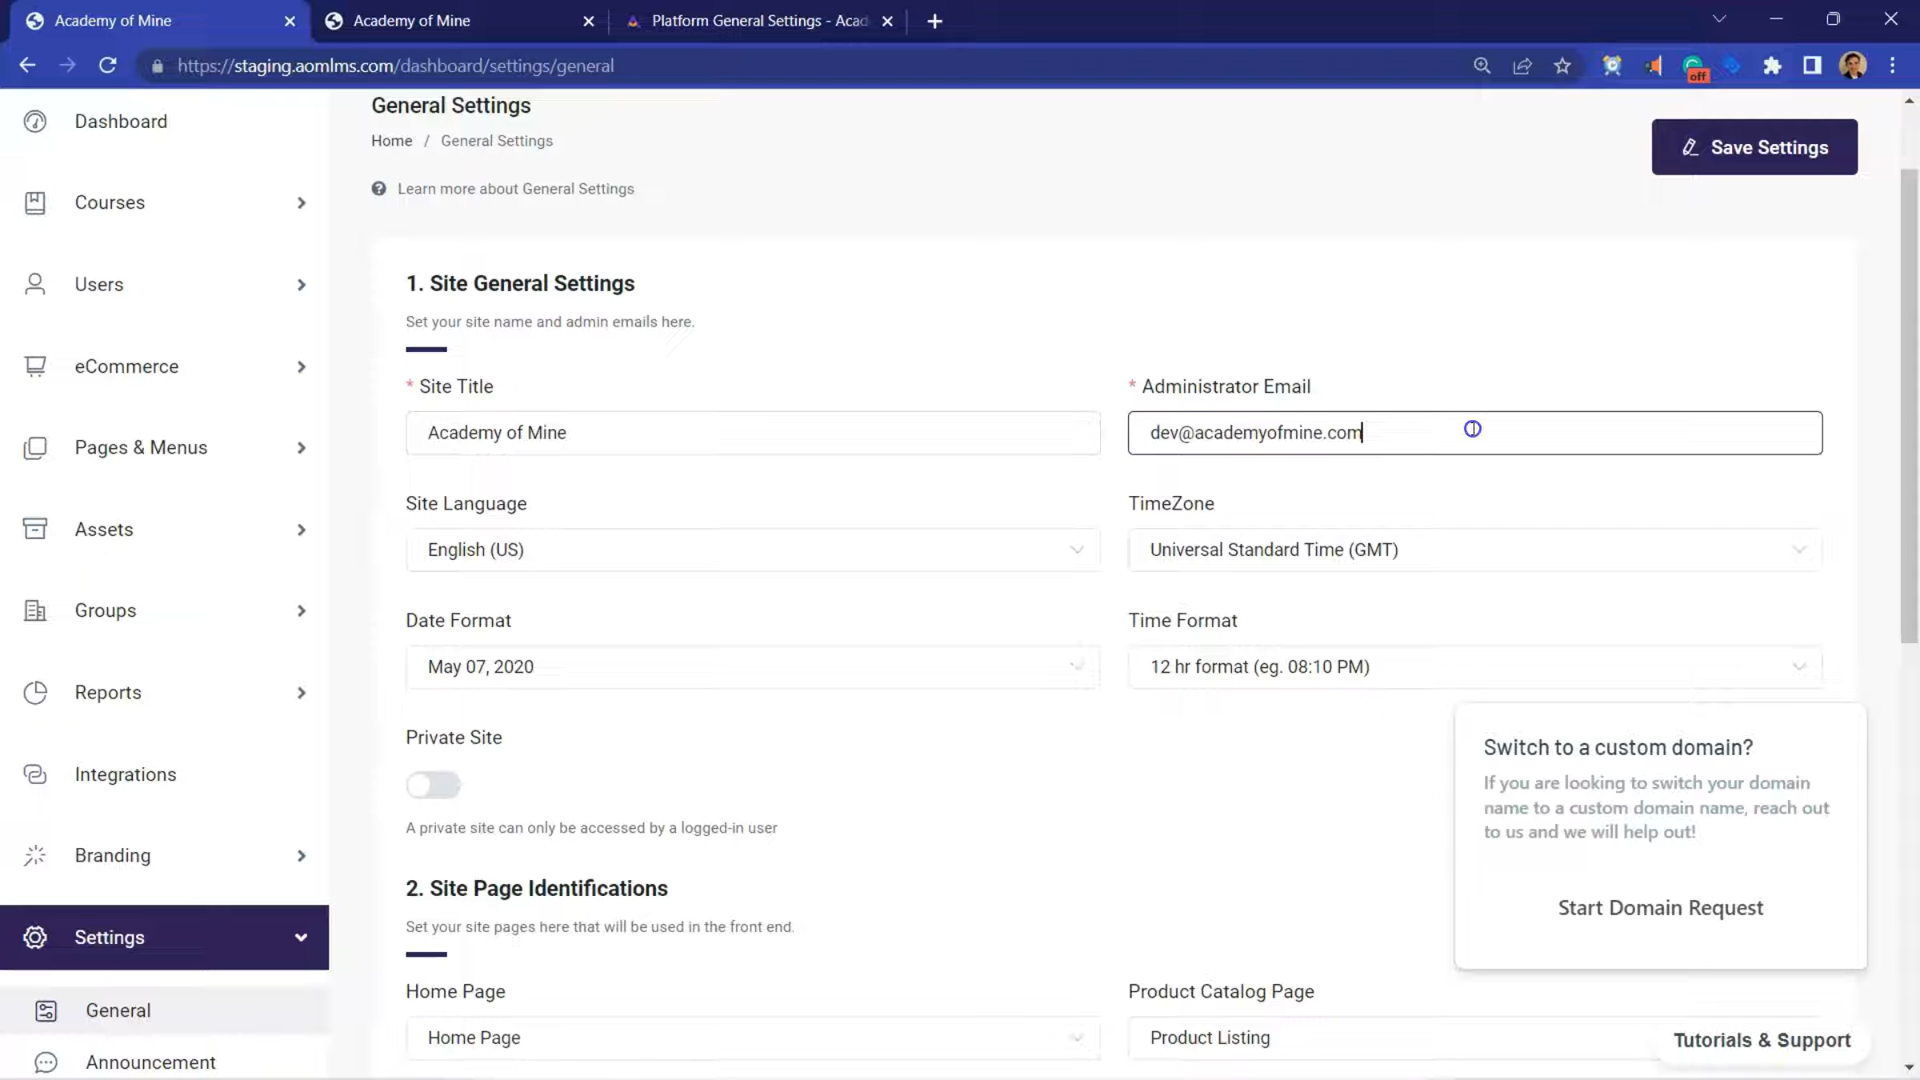 Academy of Mine
Academy of Mine
Platform General Settings - Acad
https://staging.aomlms.com/dashboard/settings/general
off
General Settings
Home / General Settings
Save Settings
Learn more about General Settings
Dashboard
Courses
Users
eCommerce
Pages & Menus
Assets
Groups
Reports
Integrations
Branding
Settings
General
Announcement
1. Site General Settings
Set your site name and admin emails here.
* Site Title
Academy of Mine
* Administrator Email
dev@academyofmine.com
Site Language
English (US)
TimeZone
Universal Standard Time (GMT)
Date Format
May 07, 2020
Time Format
12 hr format (eg. 08:10 PM)
Private Site
A private site can only be accessed by a logged-in user
2. Site Page Identifications
Set your site pages here that will be used in the front end.
Home Page
Home Page
Product Catalog Page
Product Listing
Switch to a custom domain?
If you are looking to switch your domain
name to a custom domain name, reach out
to us and we will help out!
Start Domain Request
Tutorials & Support